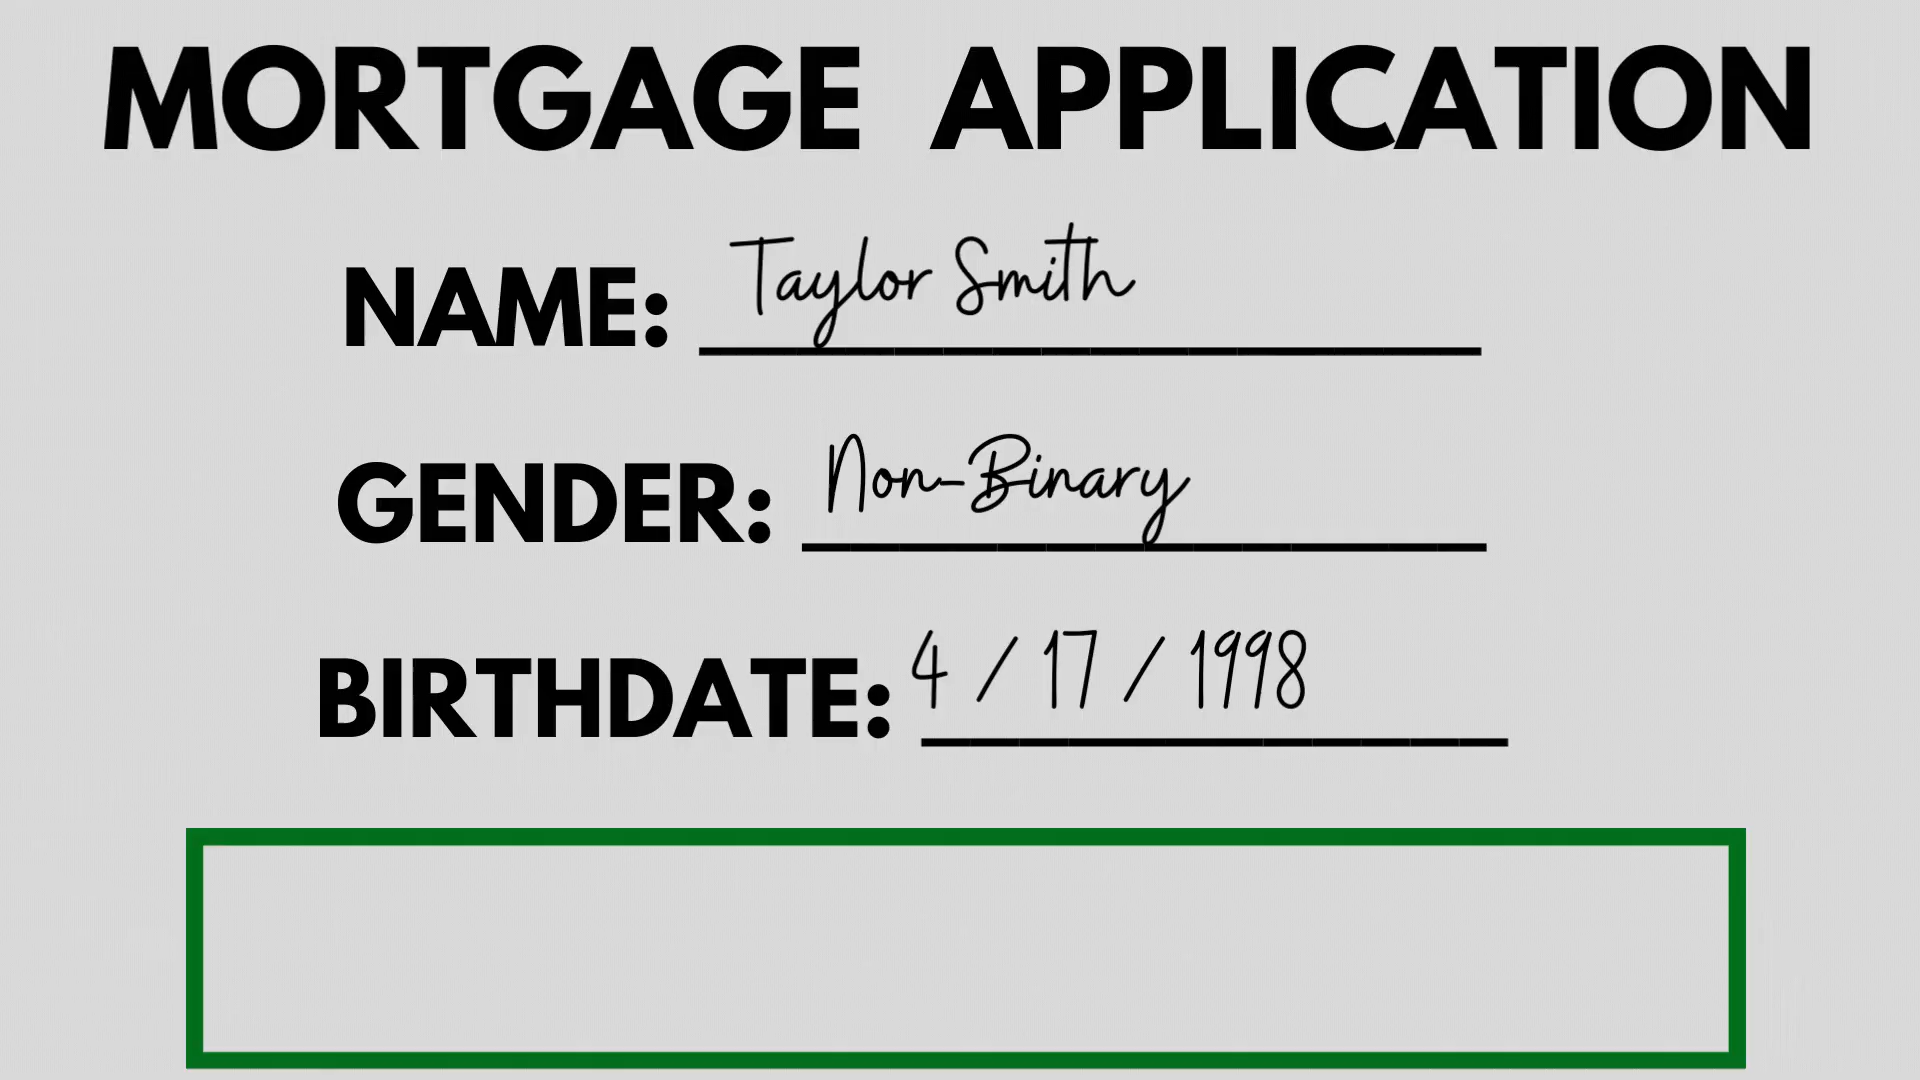 MORTGAGE APPLICATION
NAME: Taylor Smith
GENDER: Non-Binary
BIRTHDATE: 4 / 17 / 1998